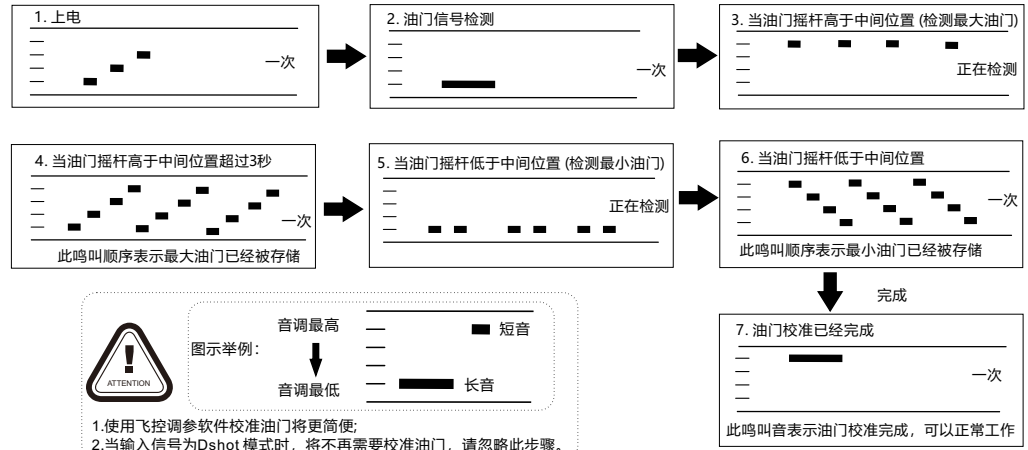 1. 上电
一次
2. 油门信号检测
一次
3. 当油门摇杆高于中间位置 (检测最大油门)
正在检测
4. 当油门摇杆高于中间位置超过3秒
一次
此鸣叫顺序表示最大油门已经被存储
5. 当油门摇杆低于中间位置 (检测最小油门)
正在检测
6. 当油门摇杆低于中间位置
一次
此鸣叫顺序表示最小油门已经被存储
完成
7. 油门校准已经完成
一次
此鸣叫音表示油门校准完成，可以正常工作
ATTENTION
图示举例：
音调最高
音调最低
短音
长音
1.使用飞控调参软件校准油门将更简便;
2.当输入信号为Dshot 模式时，将不再需要校准油门，请忽略此步骤。